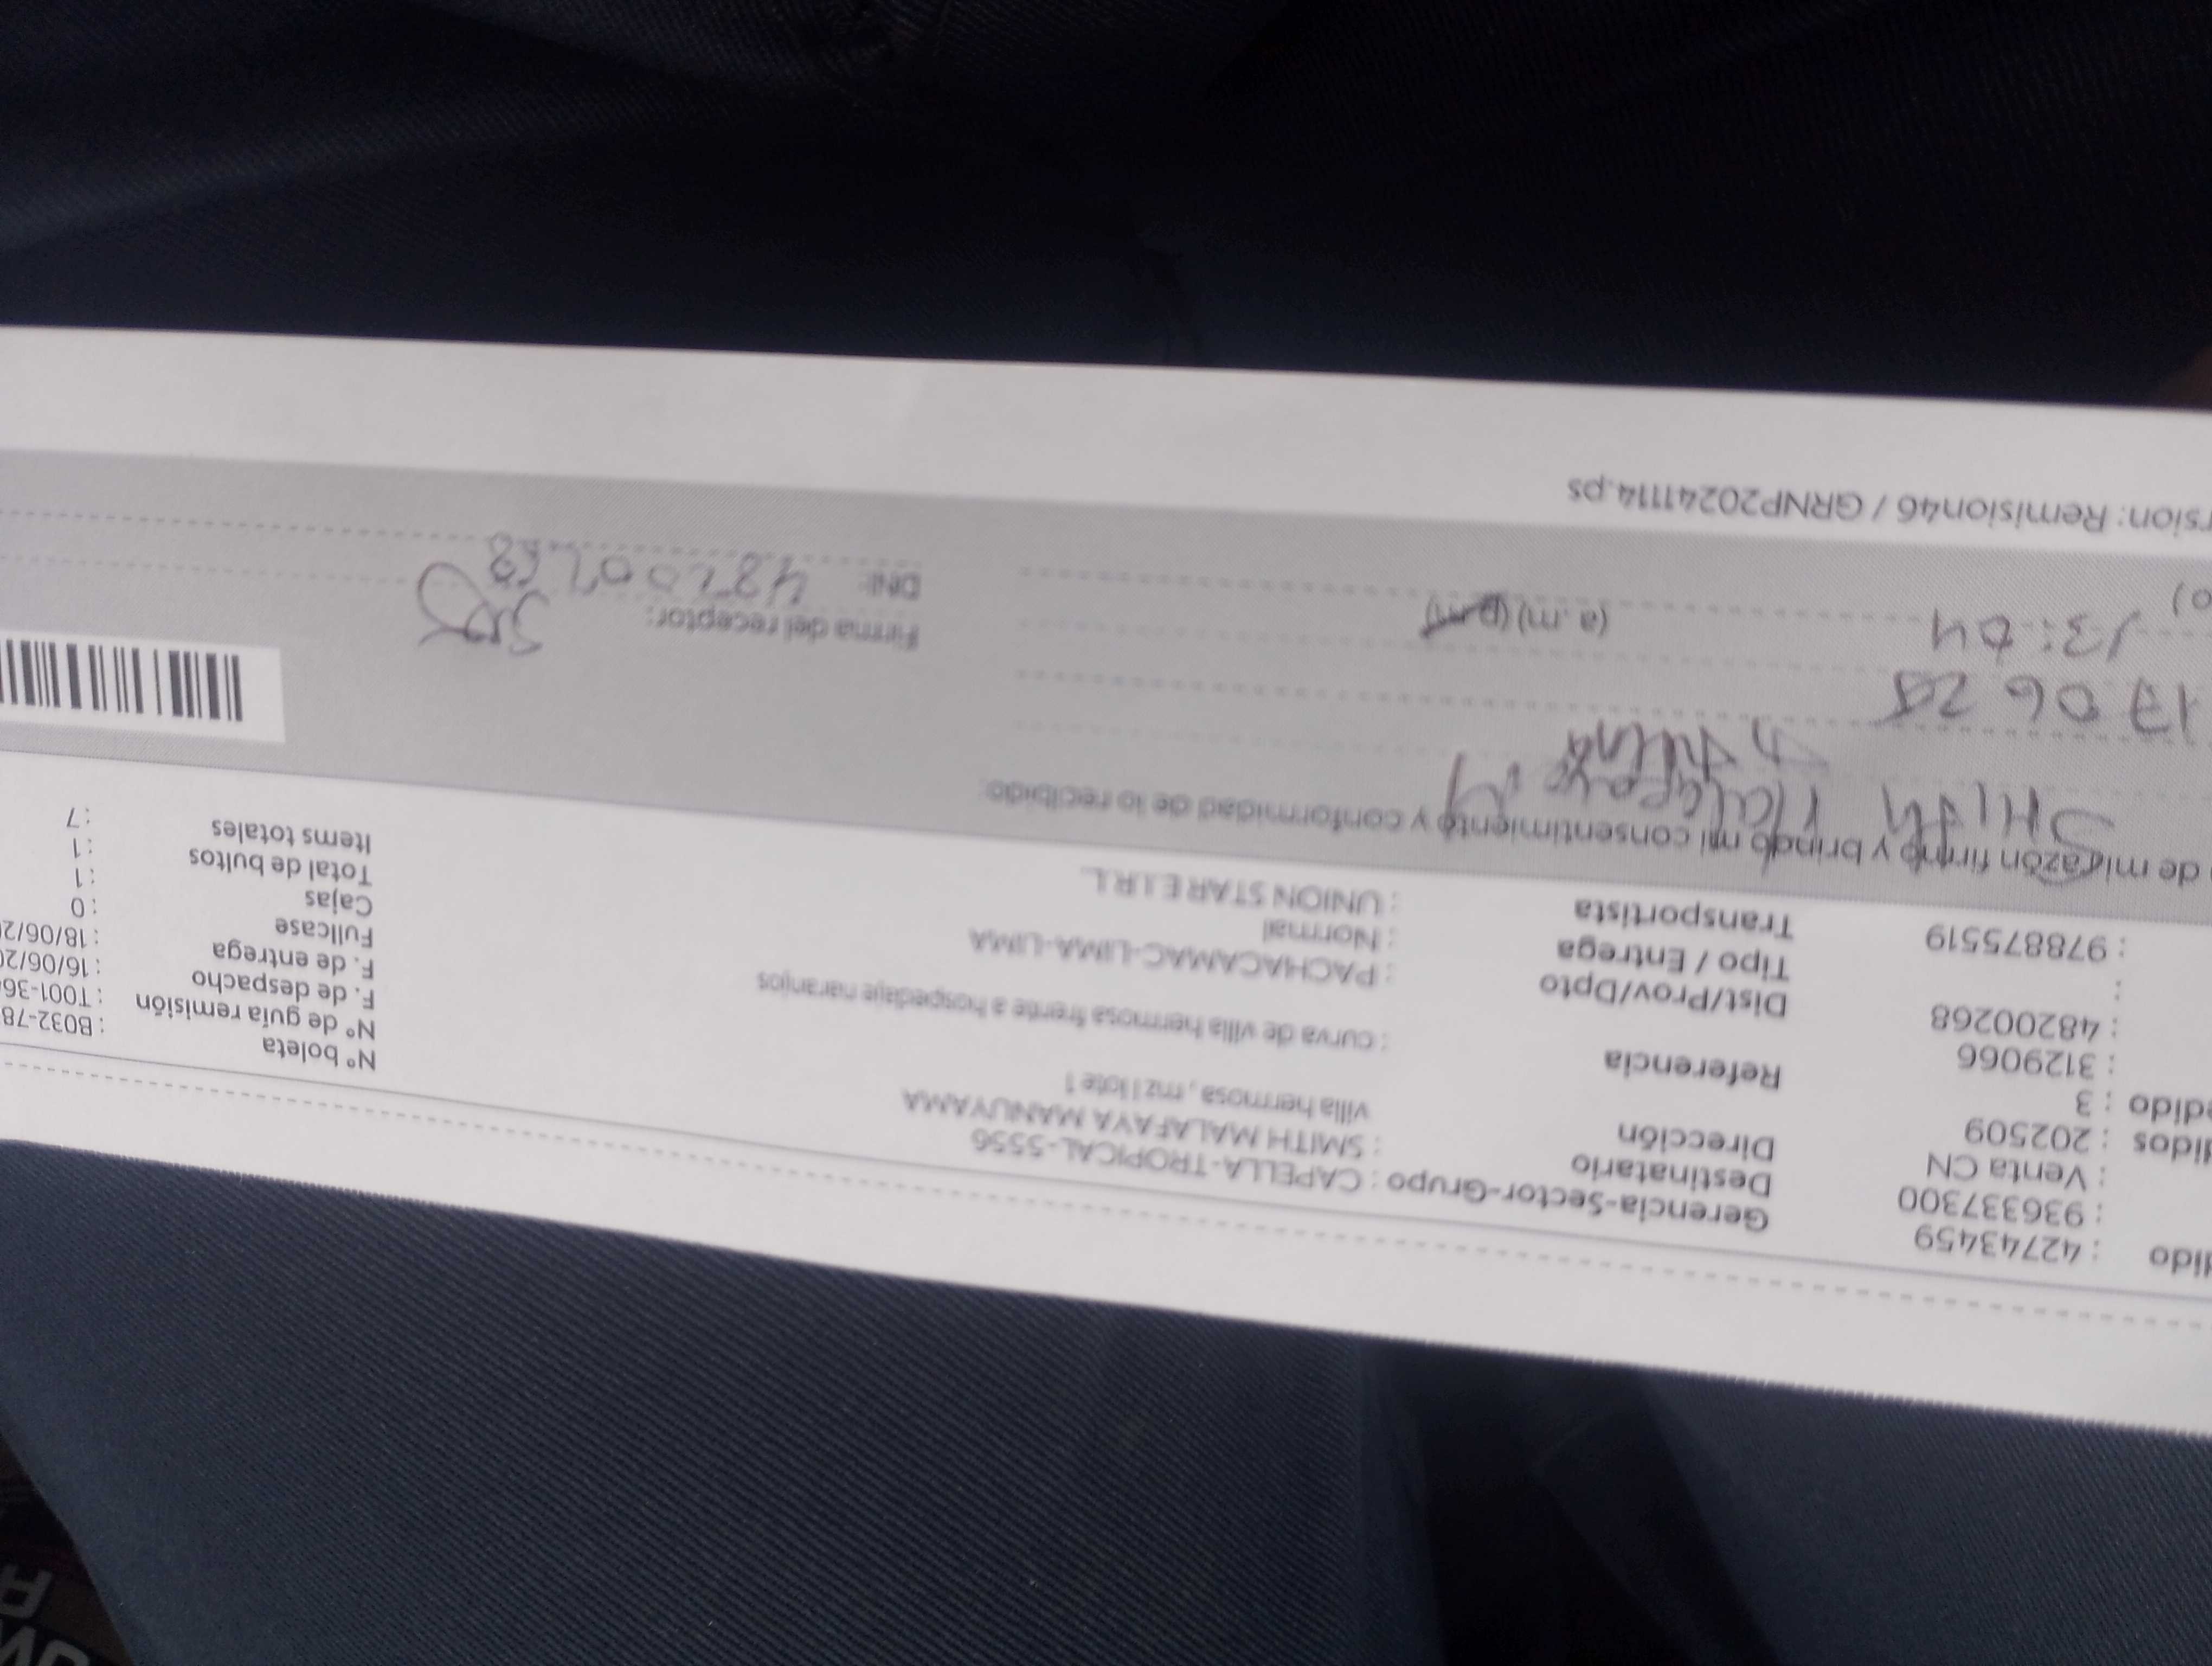 dido : 42743459 Gerencia-Sector-Grupo : CAPELLA-TROPICAL-5556 N° boleta : B032-78
: 936337300 Destinatario : SMITH MALAFAYA MANUYAMA N° de guía remisión : T001-36
: Venta CN Dirección villa hermosa , mz I lote 1 F. de despacho : 16/06/20
didos : 202509 F. de entrega : 18/06/20
edido : 3 Referencia : curva de villa hermosa frente a hospedaje naranjos Fullcase : 0
: 3129066 Cajas : 1
: 48200268 Dist/Prov/Dpto : PACHACAMAC-LIMA-LIMA Total de bultos : 1
: Tipo / Entrega : Normal Items totales : 7
: 978875519 Transportista : UNION STAR E.I.R.L.
de mi razón firmo y brindo mi consentimiento y conformidad de lo recibido:
SMITH Malafaya M
17 06 25
13:04 (a.m) (p.m) Firma del receptor:
o) DNI: 48200268
rsion: Remision46 / GRNP20241114.ps